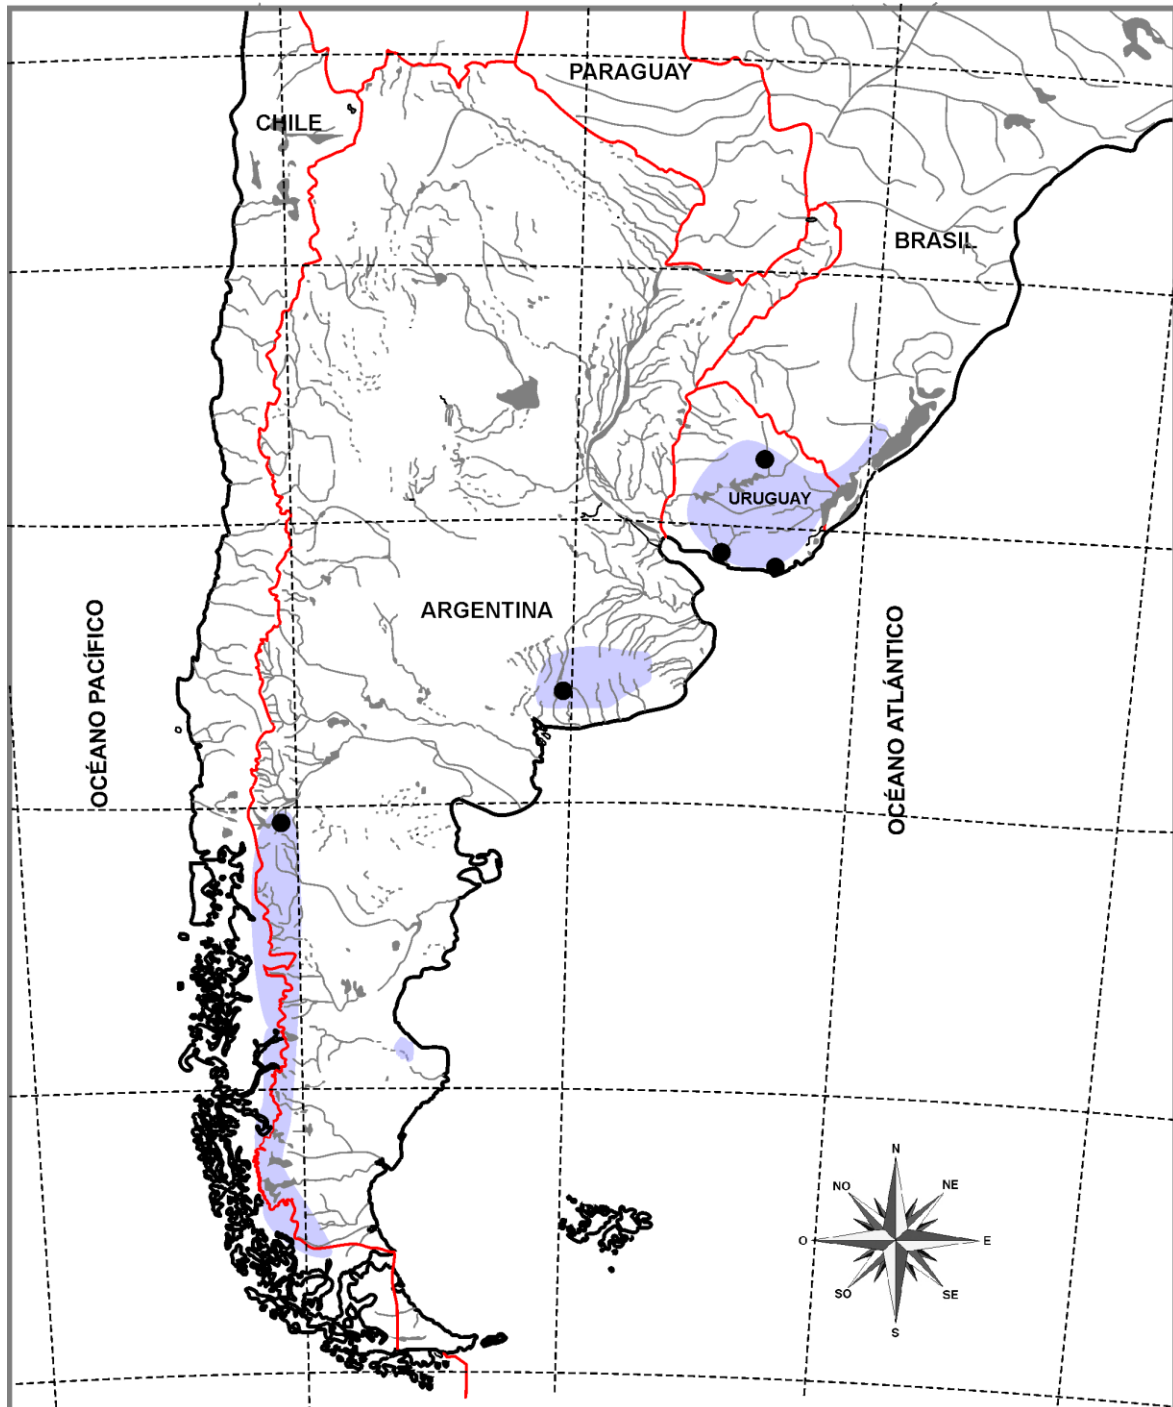 PARAGUAY
CHILE
BRASIL
URUGUAY
ARGENTINA
OCÉANO PACÍFICO
OCÉANO ATLÁNTICO
N
NO
NE
O
E
SO
SE
S